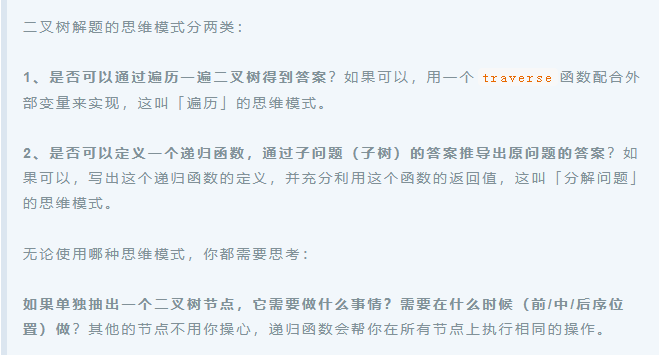 二叉树解题的思维模式分两类：
1、是否可以通过遍历一遍二叉树得到答案？如果可以，用一个 traverse 函数配合外
部变量来实现，这叫「遍历」的思维模式。
2、是否可以定义一个递归函数，通过子问题（子树）的答案推导出原问题的答案？如
果可以，写出这个递归函数的定义，并充分利用这个函数的返回值，这叫「分解问题」
的思维模式。
无论使用哪种思维模式，你都需要思考：
如果单独抽出一个二叉树节点，它需要做什么事情？需要在什么时候（前/中/后序位
置）做？其他的节点不用你操心，递归函数会帮你在所有节点上执行相同的操作。